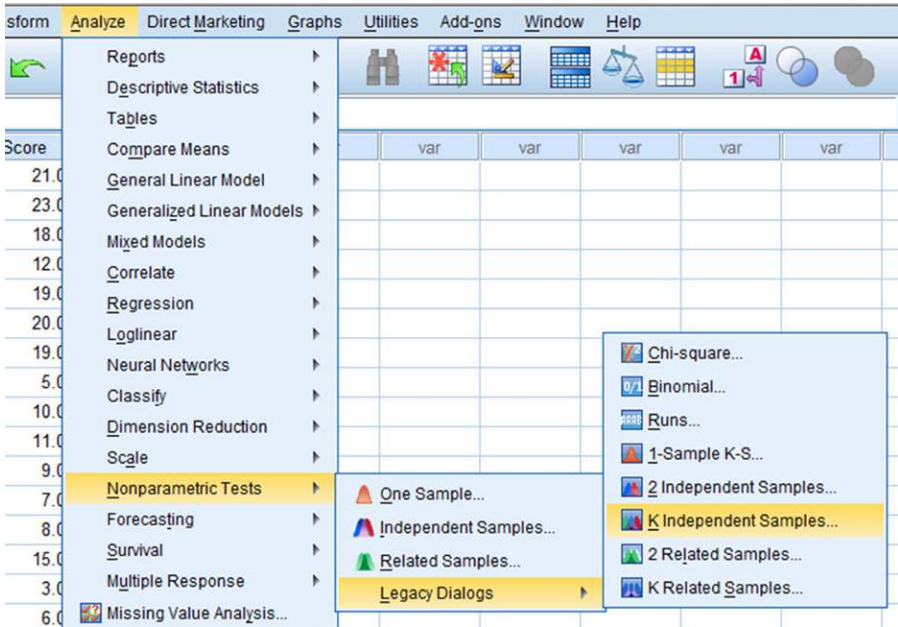 sform Analyze Direct Marketing Graphs Utilities Add-ons Window Help
A
1
Score var var var var var
21.0
23.0
18.0
12.0
19.0
20.0
19.0
5.0
10.0
11.0
9.0
7.0
8.0
15.0
3.0
6.0
Reports
Descriptive Statistics
Tables
Compare Means
General Linear Model
Generalized Linear Models
Mixed Models
Correlate
Regression
Loglinear
Neural Networks
Classify
Dimension Reduction
Scale
Nonparametric Tests
Forecasting
Survival
Multiple Response
Missing Value Analysis...
One Sample...
Independent Samples...
Related Samples...
Legacy Dialogs
Chi-square...
0/1 Binomial...
AAAB Runs...
1-Sample K-S...
2 Independent Samples...
K Independent Samples...
2 Related Samples...
K Related Samples...